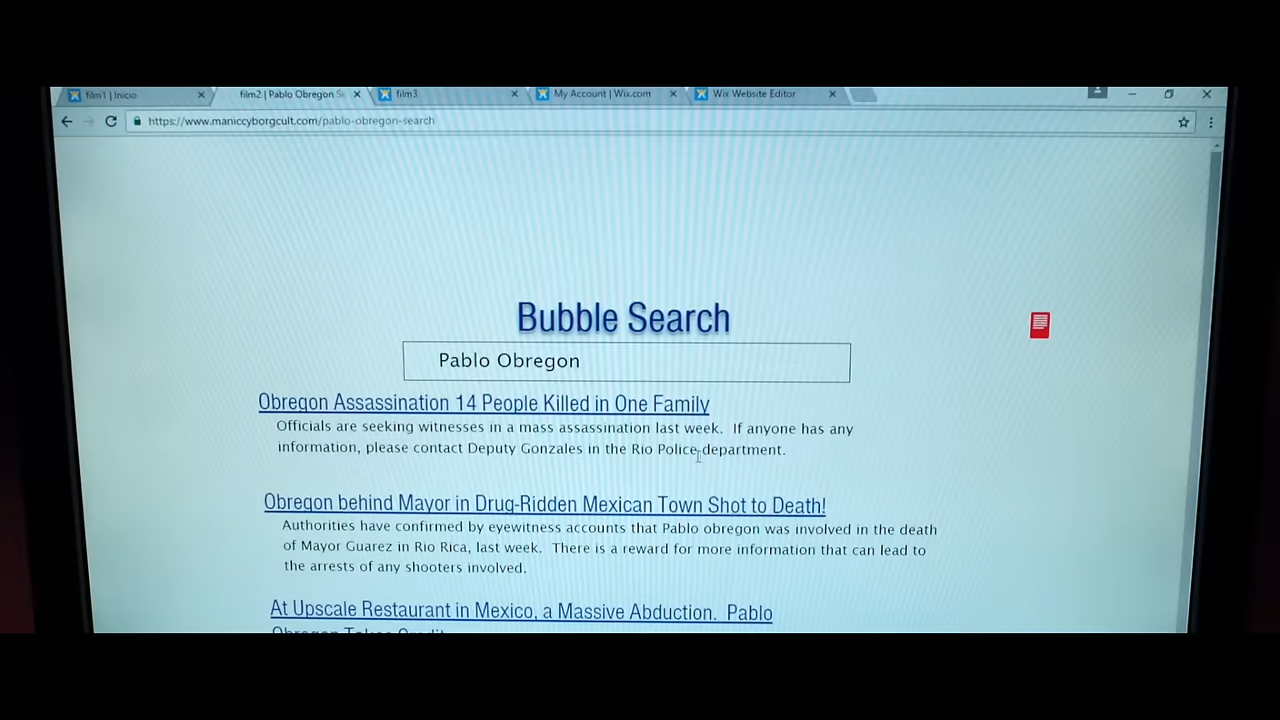 film1 | Inicio
film2 | Pablo Obregon Se
film3
My Account | Wix.com
Wix Website Editor
https://www.maniccyborgcult.com/pablo-obregon-search
Bubble Search
Pablo Obregon
Obregon Assassination 14 People Killed in One Family
Officials are seeking witnesses in a mass assassination last week. If anyone has any
information, please contact Deputy Gonzales in the Rio Police department.
Obregon behind Mayor in Drug-Ridden Mexican Town Shot to Death!
Authorities have confirmed by eyewitness accounts that Pablo obregon was involved in the death
of Mayor Guarez in Rio Rica, last week. There is a reward for more information that can lead to
the arrests of any shooters involved.
At Upscale Restaurant in Mexico, a Massive Abduction. Pablo
Obregon Takes Credit